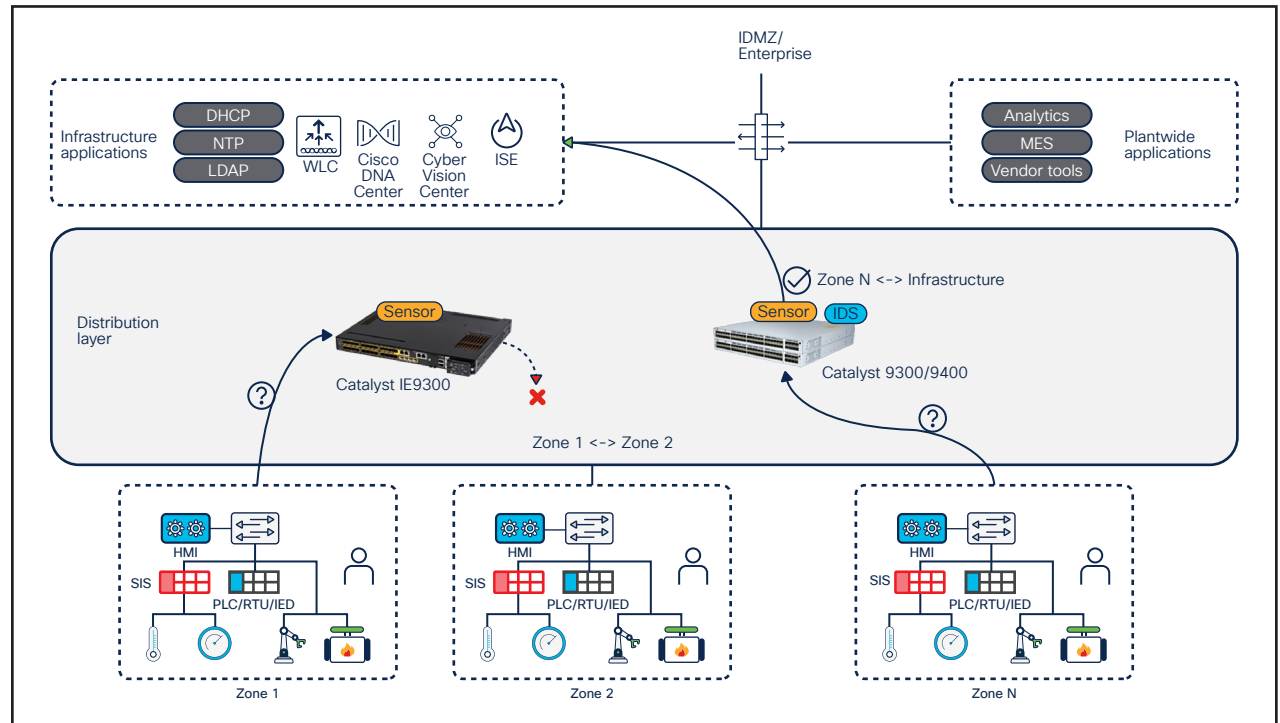 IDMZ/
Enterprise
Infrastructure
applications
DHCP
NTP
LDAP
WLC
Cisco
DNA
Center
Cyber
Vision
Center
ISE
Analytics
MES
Vendor tools
Plantwide
applications
Distribution
layer
Sensor
Catalyst IE9300
?
Zone N <-> Infrastructure
Sensor
IDS
Catalyst 9300/9400
?
Zone 1 <-> Zone 2
HMI
SIS
PLC/RTU/IED
Zone 1
HMI
SIS
PLC/RTU/IED
Zone 2
HMI
SIS
PLC/RTU/IED
Zone N